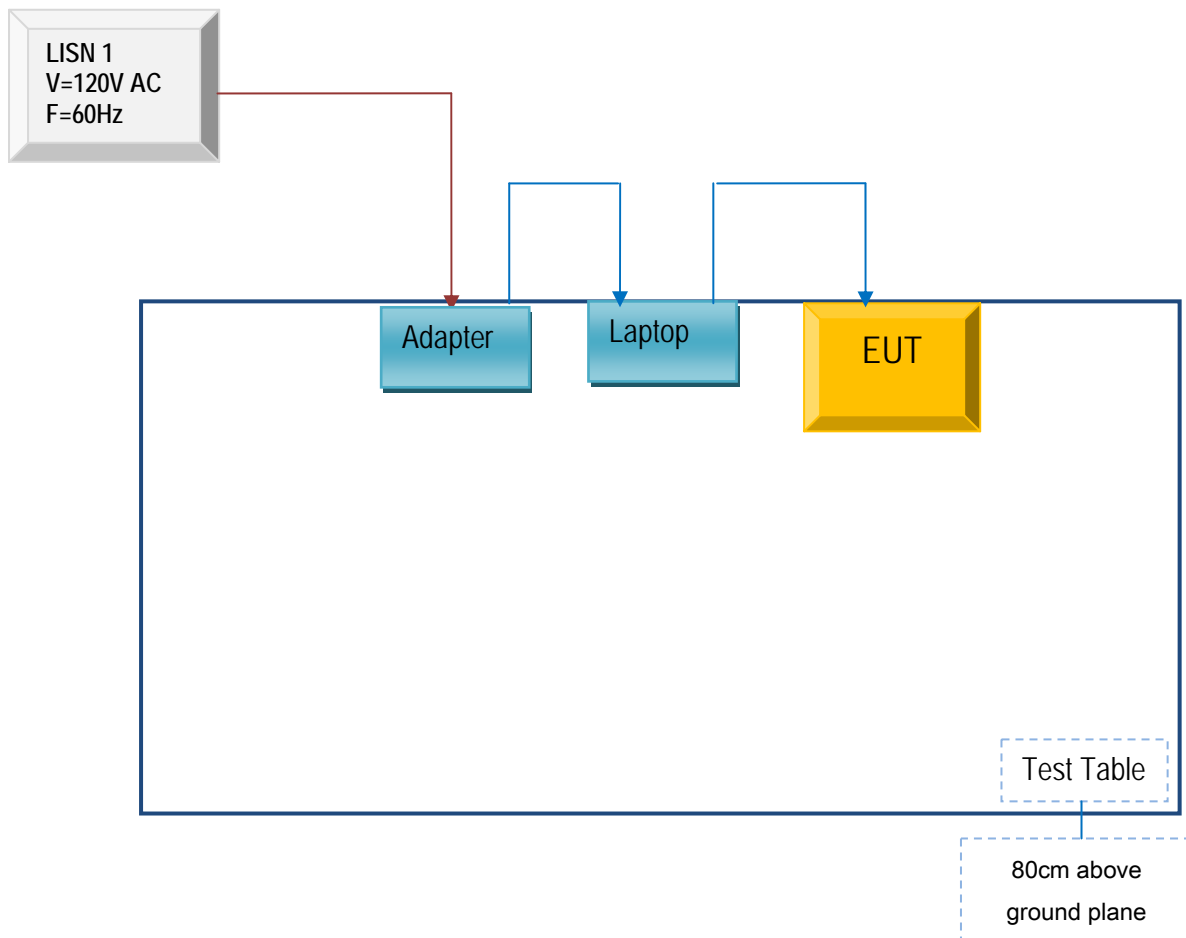 LISN 1
V=120V AC
F=60Hz
Adapter
Laptop
EUT
Test Table
80cm above
ground plane